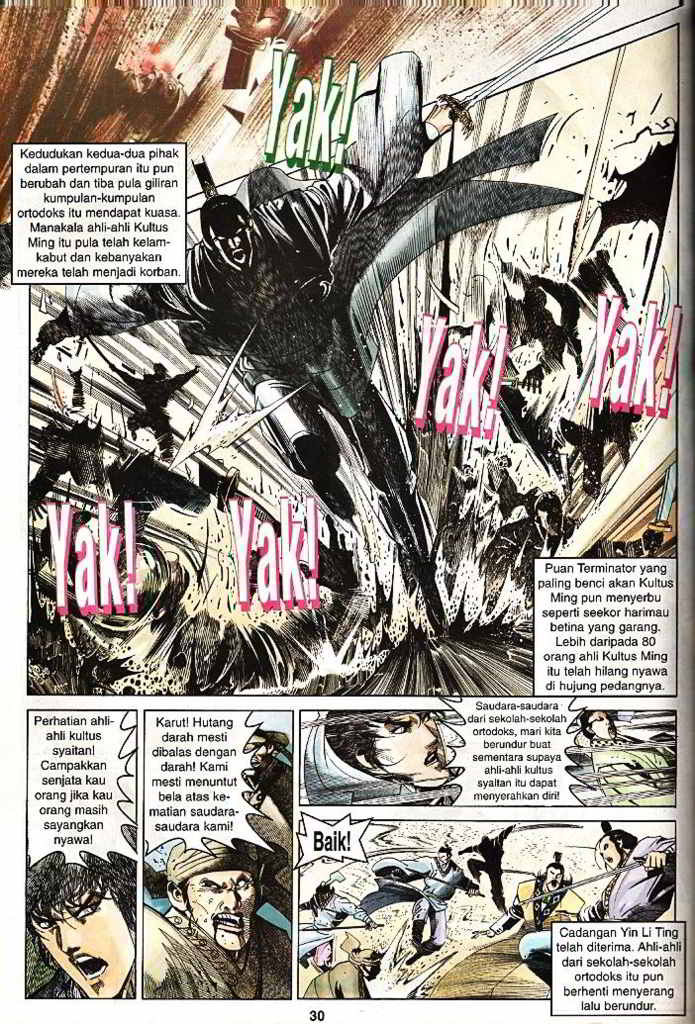 Yak!
Kedudukan kedua-dua pihak
dalam pertempuran itu pun
berubah dan tiba pula giliran
kumpulan-kumpulan
ortodoks itu mendapat kuasa.
Manakala ahli-ahli Kultus
Ming itu pula telah kelam-
kabut dan kebanyakan
mereka telah menjadi korban.
Yak!
Yak!
Yak!
Yak!
Puan Terminator yang
paling benci akan Kultus
Ming pun menyerbu
seperti seekor harimau
betina yang garang.
Lebih daripada 80
orang ahli Kultus Ming
itu telah hilang nyawa
di hujung pedangnya.
Perhatian ahli-
ahli kultus
syaitan!
Campakkan
senjata kau
orang jika kau
orang masih
sayangkan
nyawa!
Karut! Hutang
darah mesti
dibalas dengan
darah! Kami
mesti menuntut
bela atas ke-
matian saudara-
saudara kami!
Saudara-saudara
dari sekolah-sekolah
ortodoks, mari kita
berundur buat
sementara supaya
ahli-ahli kultus
syaitan itu dapat
menyerahkan diri!
Baik!
Cadangan Yin Li Ting
telah diterima. Ahli-ahli
dari sekolah-sekolah
ortodoks itu pun
berhenti menyerang
lalu berundur.
30